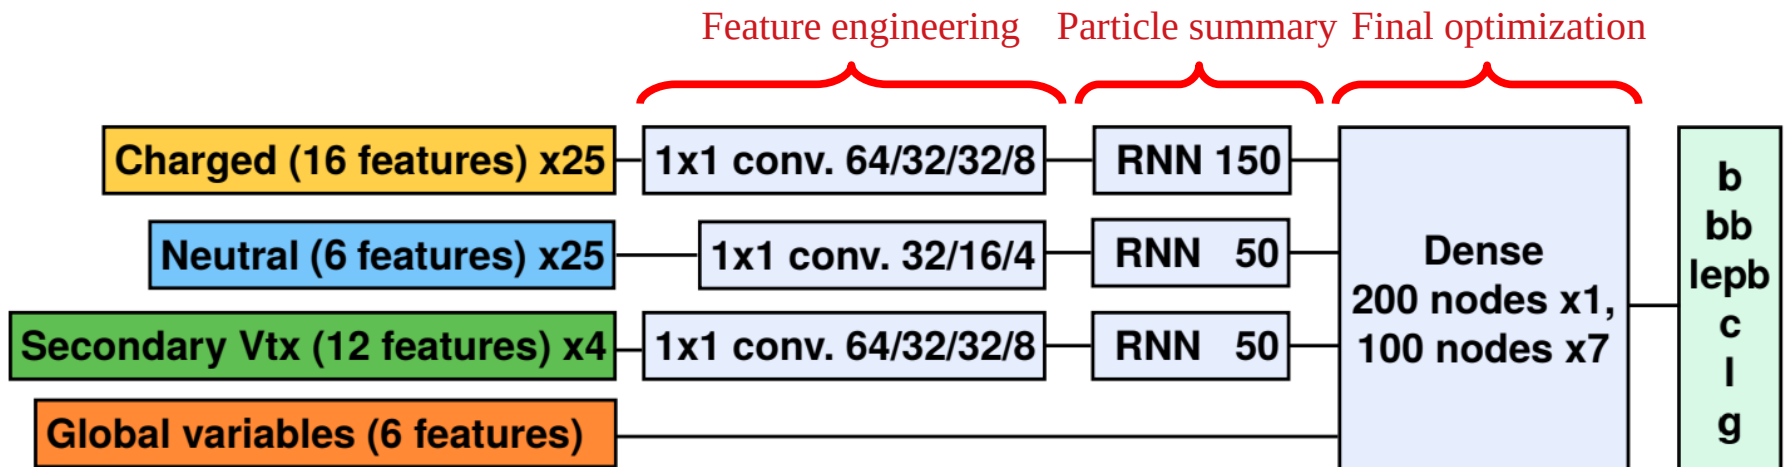 Feature engineering
Particle summary
Final optimization
Charged (16 features) x25
1x1 conv. 64/32/32/8
RNN 150
Neutral (6 features) x25
1x1 conv. 32/16/4
RNN 50
Secondary Vtx (12 features) x4
1x1 conv. 64/32/32/8
RNN 50
Global variables (6 features)
Dense
200 nodes x1,
100 nodes x7
b
bb
lepb
c
l
g